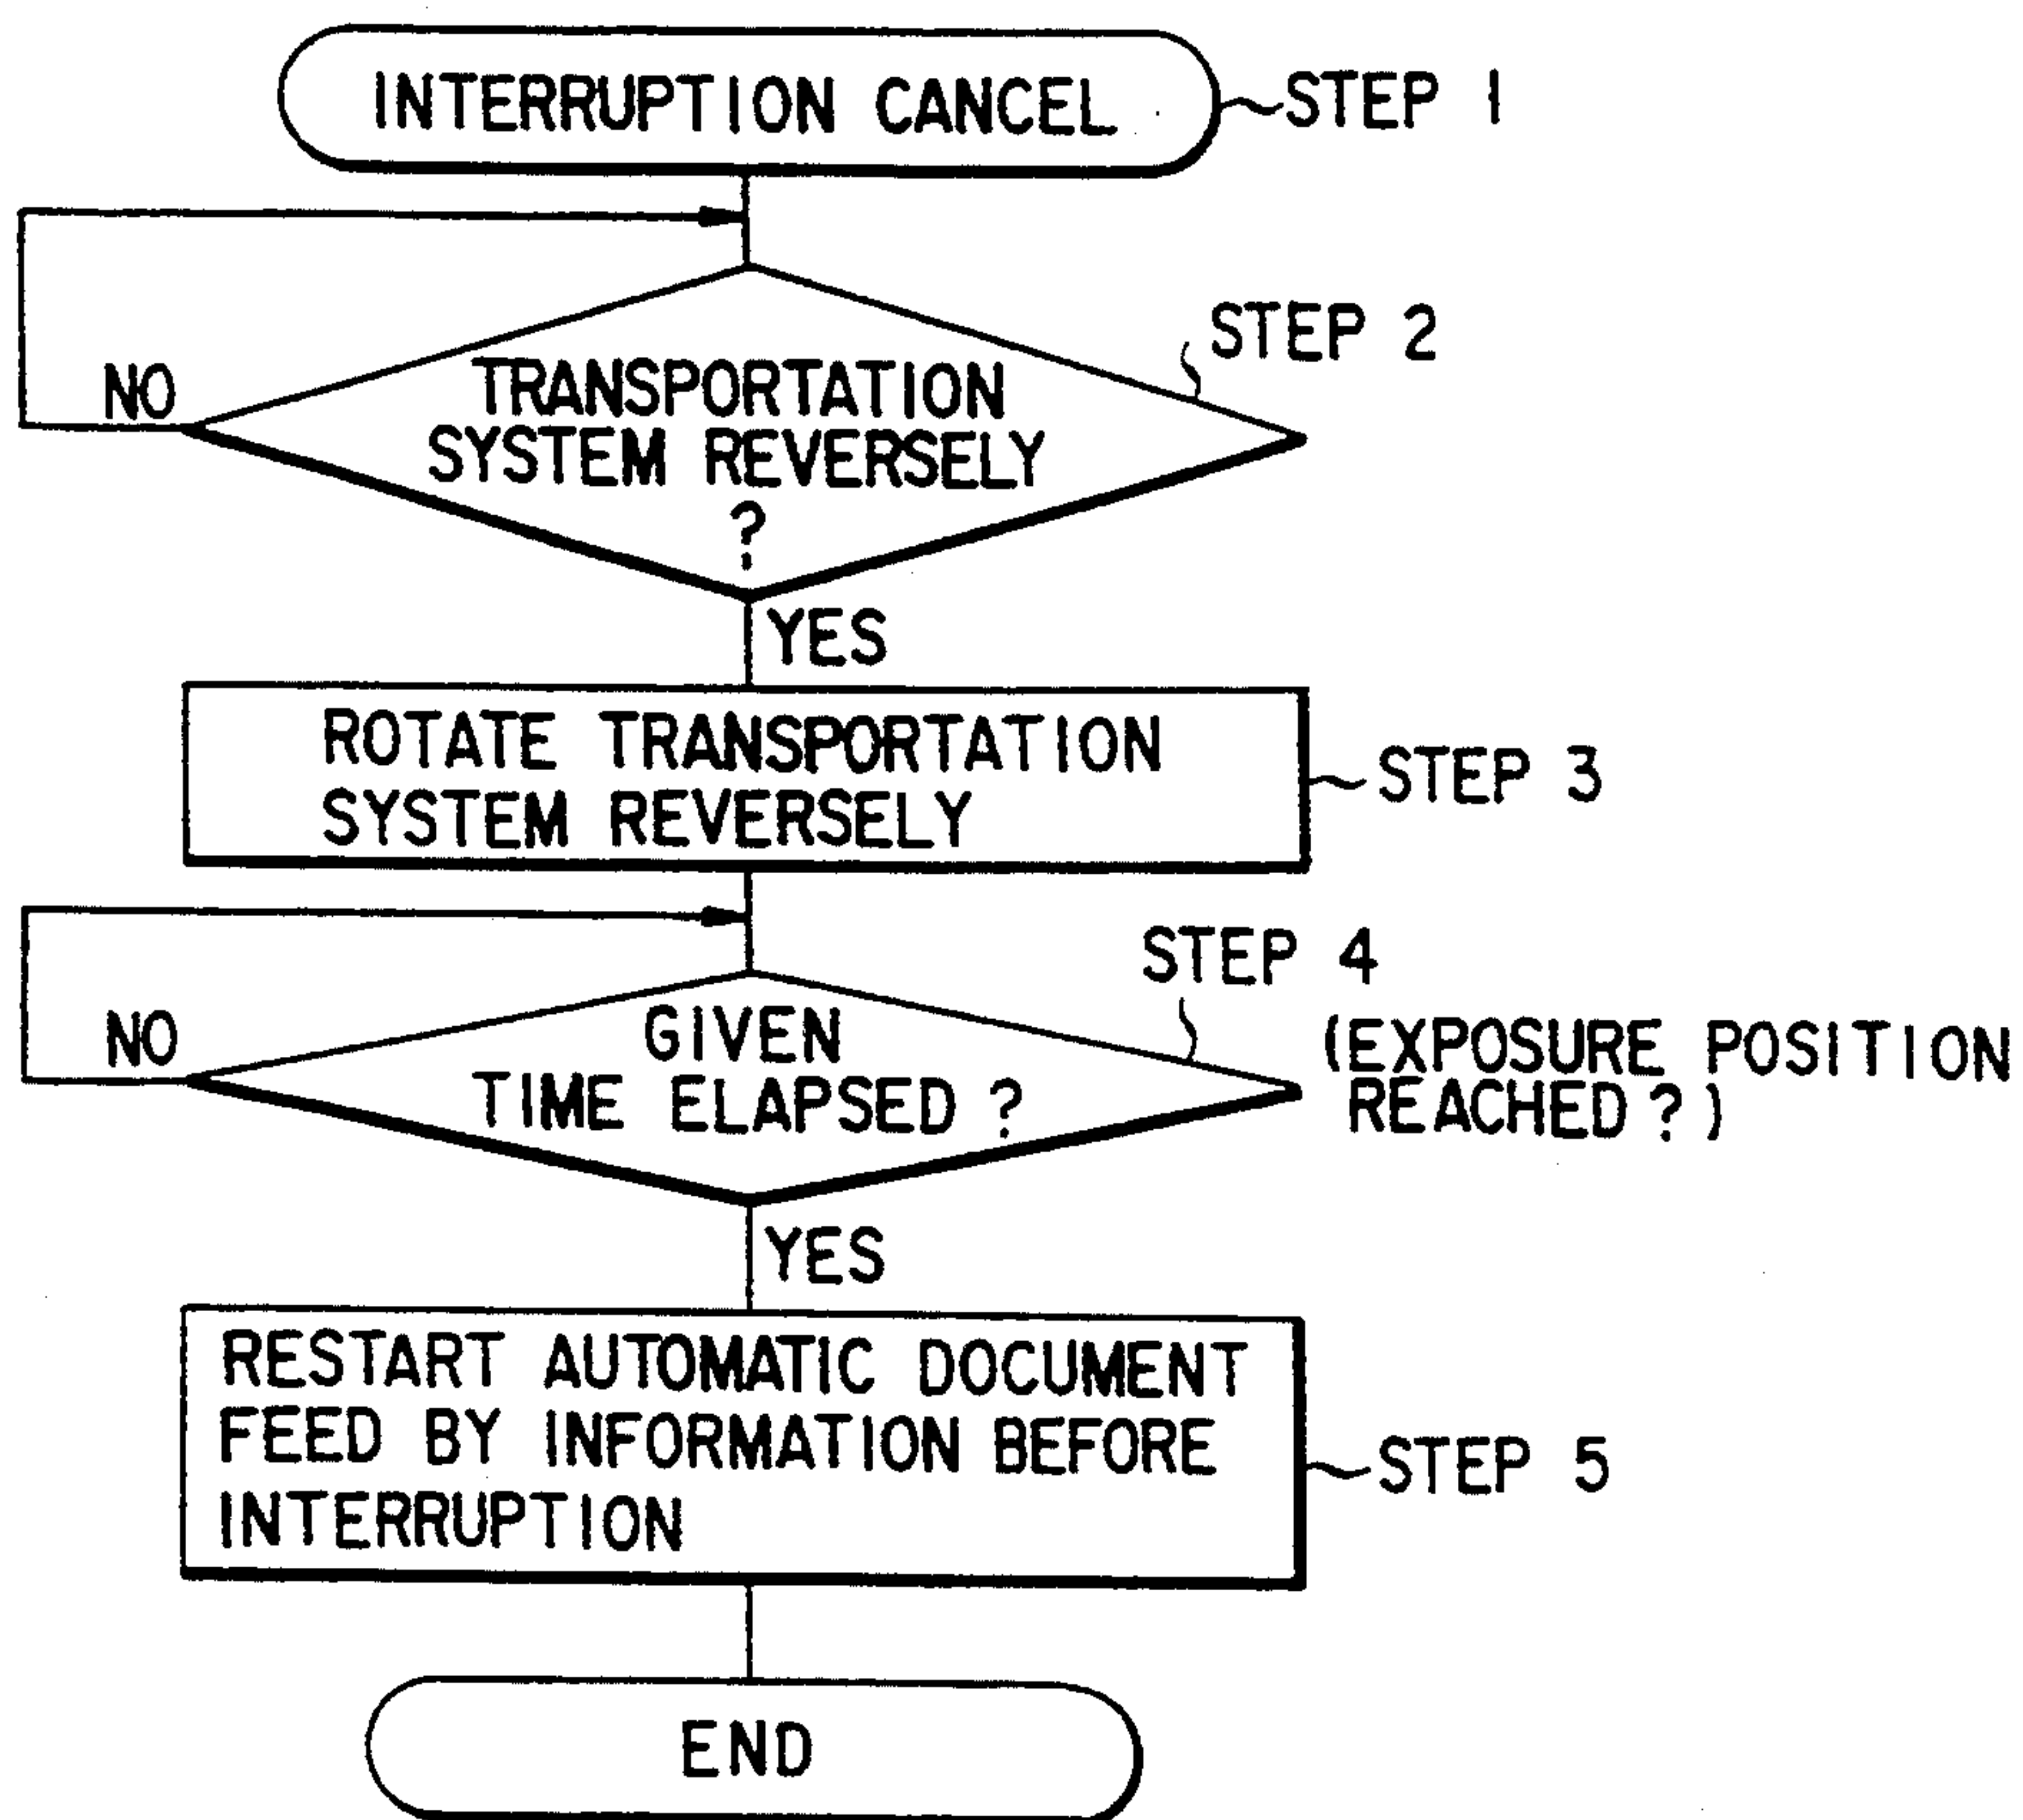 INTERRUPTION CANCEL
STEP 1
STEP 2
NO
TRANSPORTATION
SYSTEM REVERSELY
?
YES
ROTATE TRANSPORTATION
SYSTEM REVERSELY
STEP 3
STEP 4
NO
GIVEN
TIME ELAPSED ?
(EXPOSURE POSITION
REACHED ?)
YES
RESTART AUTOMATIC DOCUMENT
FEED BY INFORMATION BEFORE
INTERRUPTION
STEP 5
END